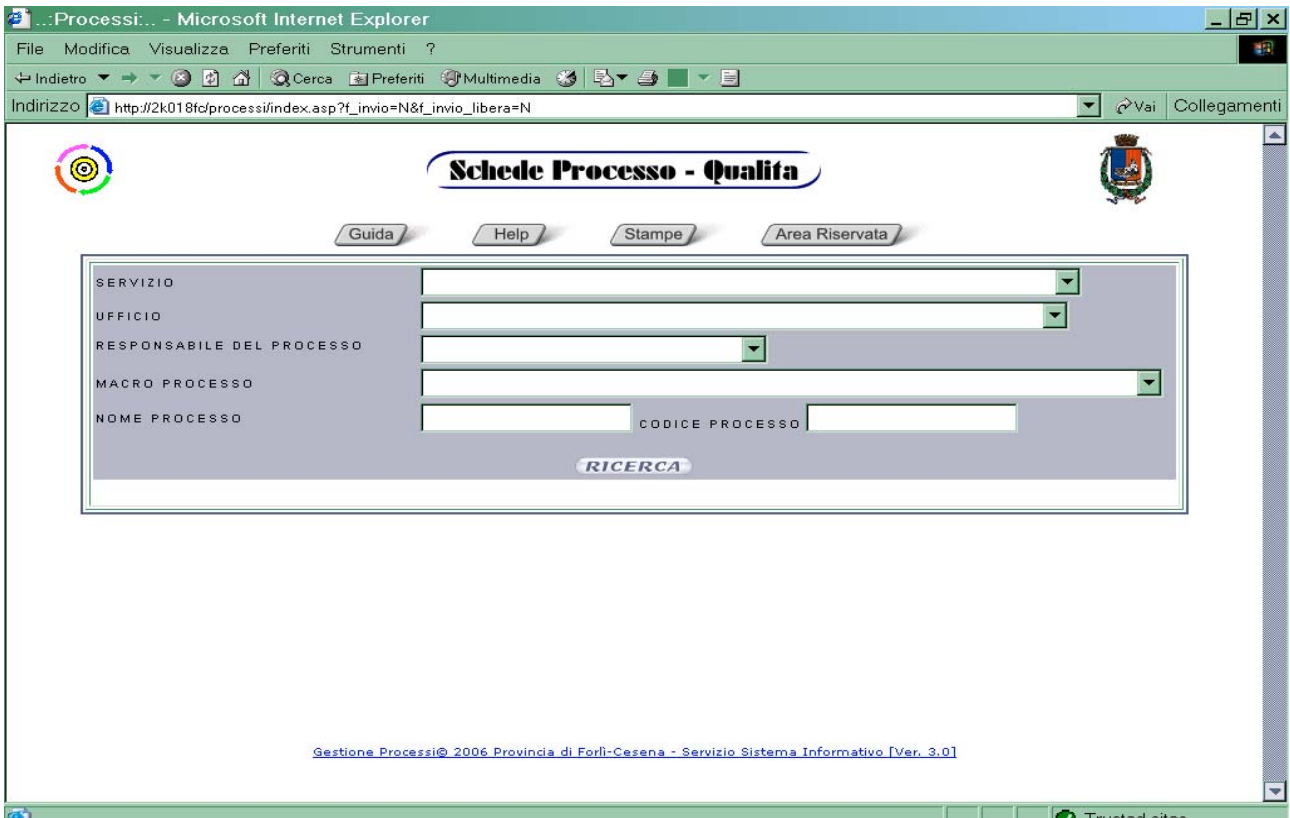 ..:Processi:.. - Microsoft Internet Explorer
File Modifica Visualizza Preferiti Strumenti ?
Indietro Cerca Preferiti Multimedia
Indirizzo http://2k018fc/processi/index.asp?f_invio=N&f_invio_libera=N Vai Collegamenti
Schede Processo - Qualita
Guida Help Stampe Area Riservata
SERVIZIO
UFFICIO
RESPONSABILE DEL PROCESSO
MACRO PROCESSO
NOME PROCESSO CODICE PROCESSO
RICERCA
Gestione Processi© 2006 Provincia di Forlì-Cesena - Servizio Sistema Informativo [Ver. 3.0]
Trusted sites